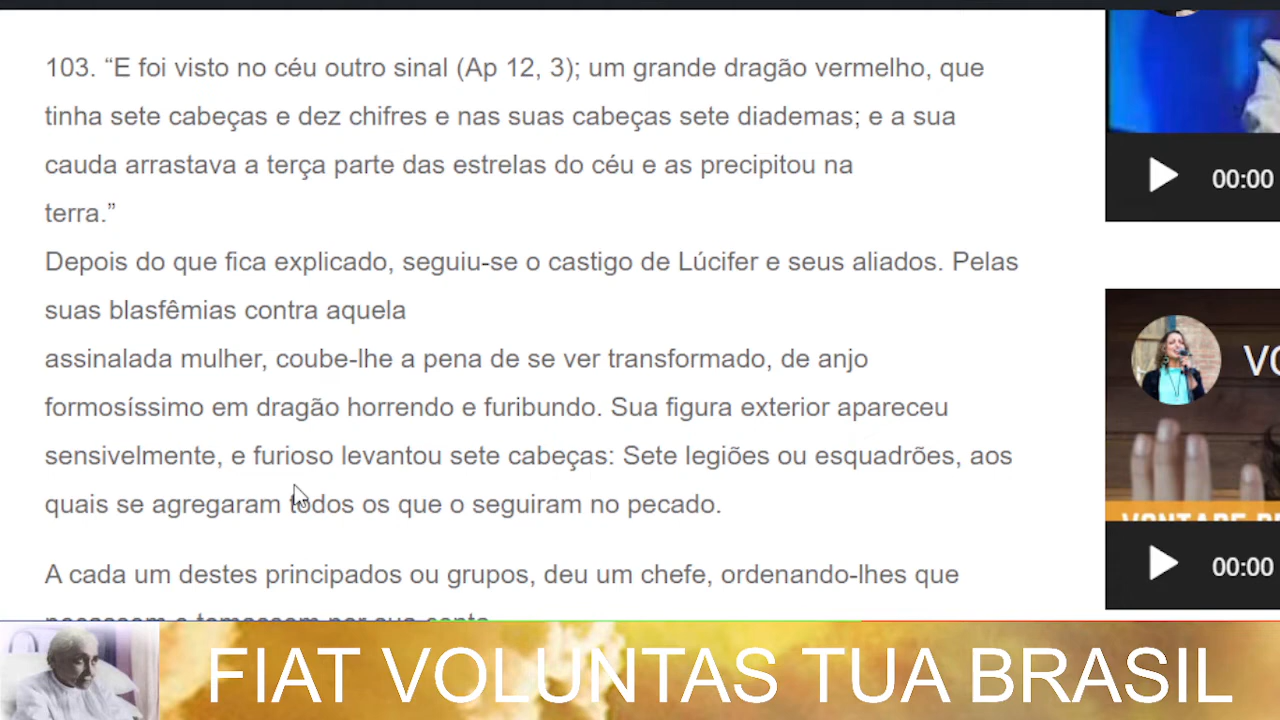 103. “E foi visto no céu outro sinal (Ap 12, 3); um grande dragão vermelho, que
tinha sete cabeças e dez chifres e nas suas cabeças sete diademas; e a sua
cauda arrastava a terça parte das estrelas do céu e as precipitou na
terra.”
Depois do que fica explicado, seguiu-se o castigo de Lúcifer e seus aliados. Pelas
suas blasfêmias contra aquela
assinalada mulher, coube-lhe a pena de se ver transformado, de anjo
formosíssimo em dragão horrendo e furibundo. Sua figura exterior apareceu
sensivelmente, e furioso levantou sete cabeças: Sete legiões ou esquadrões, aos
quais se agregaram todos os que o seguiram no pecado.
A cada um destes principados ou grupos, deu um chefe, ordenando-lhes que
00:00
00:00
FIAT VOLUNTAS TUA BRASIL